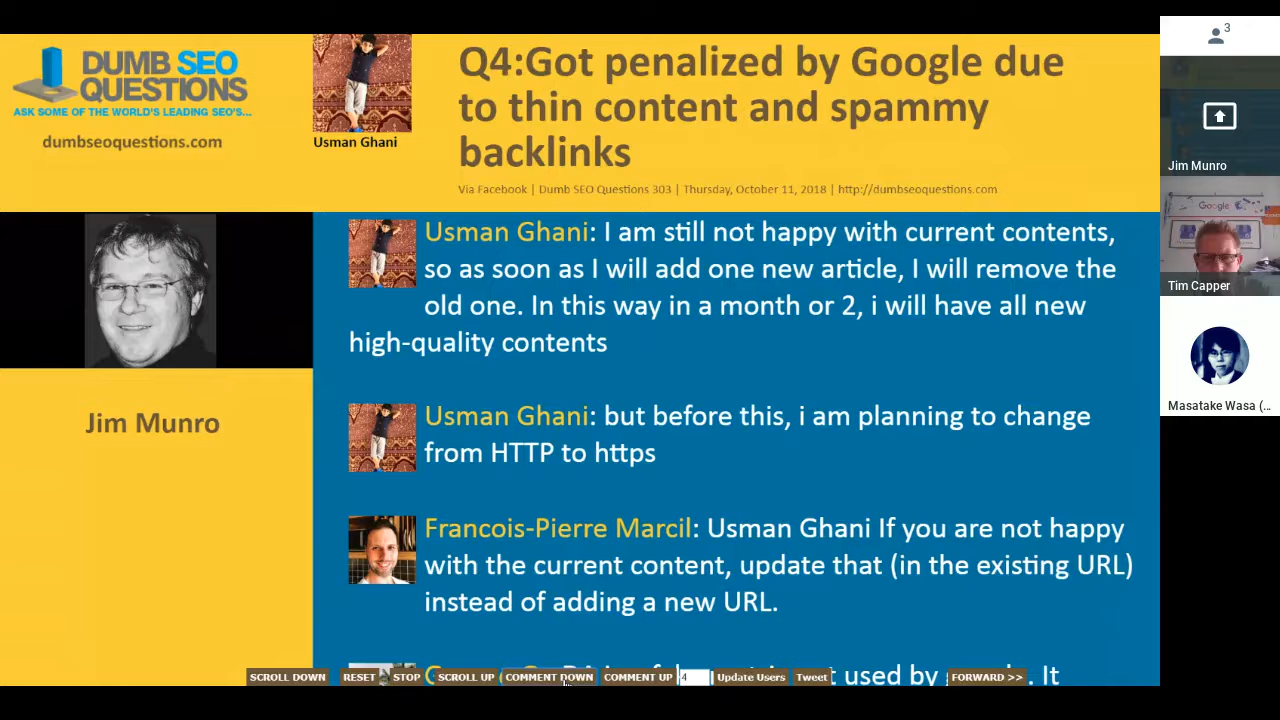 DUMB SEO
QUESTIONS
ASK SOME OF THE WORLD'S LEADING SEO'S...
dumbseoquestions.com
Usman Ghani
Q4:Got penalized by Google due
to thin content and spammy
backlinks
Via Facebook | Dumb SEO Questions 303 | Thursday, October 11, 2018 | http://dumbseoquestions.com
Jim Munro
Usman Ghani: I am still not happy with current contents,
so as soon as I will add one new article, I will remove the
old one. In this way in a month or 2, i will have all new
high-quality contents
Usman Ghani: but before this, i am planning to change
from HTTP to https
Francois-Pierre Marcil: Usman Ghani If you are not happy
with the current content, update that (in the existing URL)
instead of adding a new URL.
used by It
SCROLL DOWN RESET STOP SCROLL UP COMMENT DOWN COMMENT UP 4 Update Users Tweet FORWARD >>
3
Jim Munro
Google
Tim Capper
Masatake Wasa (...